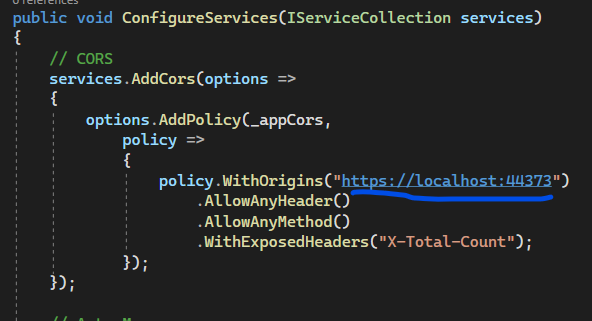 0 references
public void ConfigureServices(IServiceCollection services)
{
// CORS
services.AddCors(options =>
{
options.AddPolicy(_appCors,
policy =>
{
policy.WithOrigins("https://localhost:44373")
.AllowAnyHeader()
.AllowAnyMethod()
.WithExposedHeaders("X-Total-Count");
});
});
//